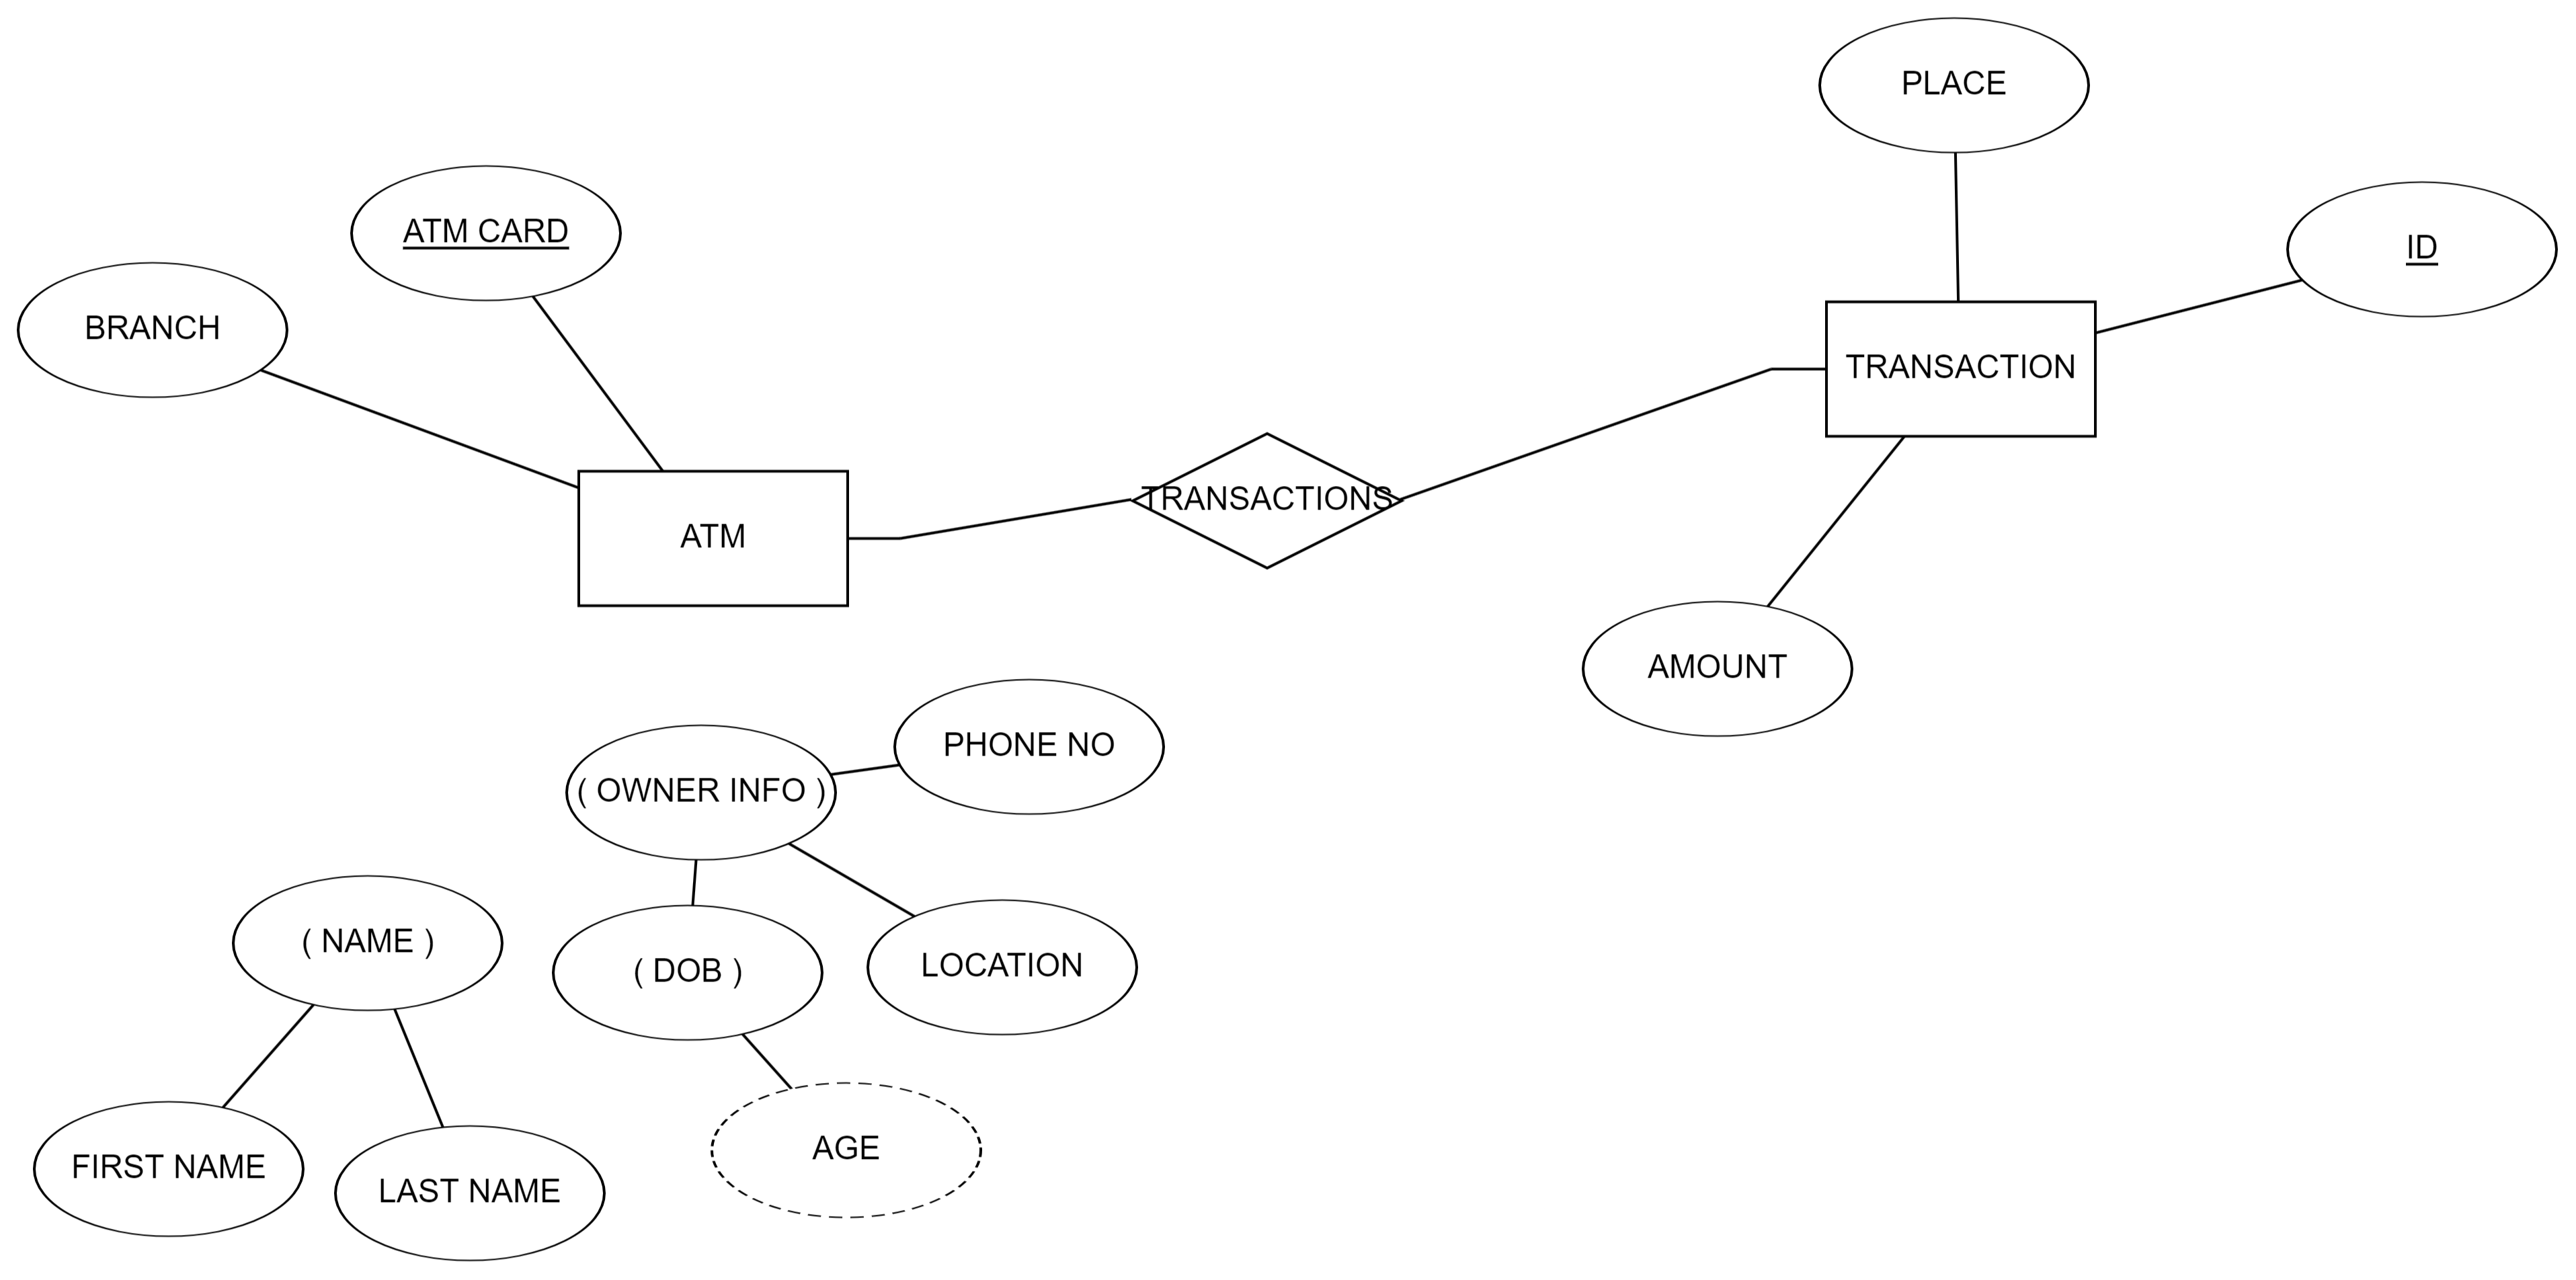 PLACE
ATM CARD
ID
BRANCH
TRANSACTION
TRANSACTIONS
ATM
AMOUNT
PHONE NO
( OWNER INFO )
( NAME )
( DOB )
LOCATION
AGE
FIRST NAME
LAST NAME